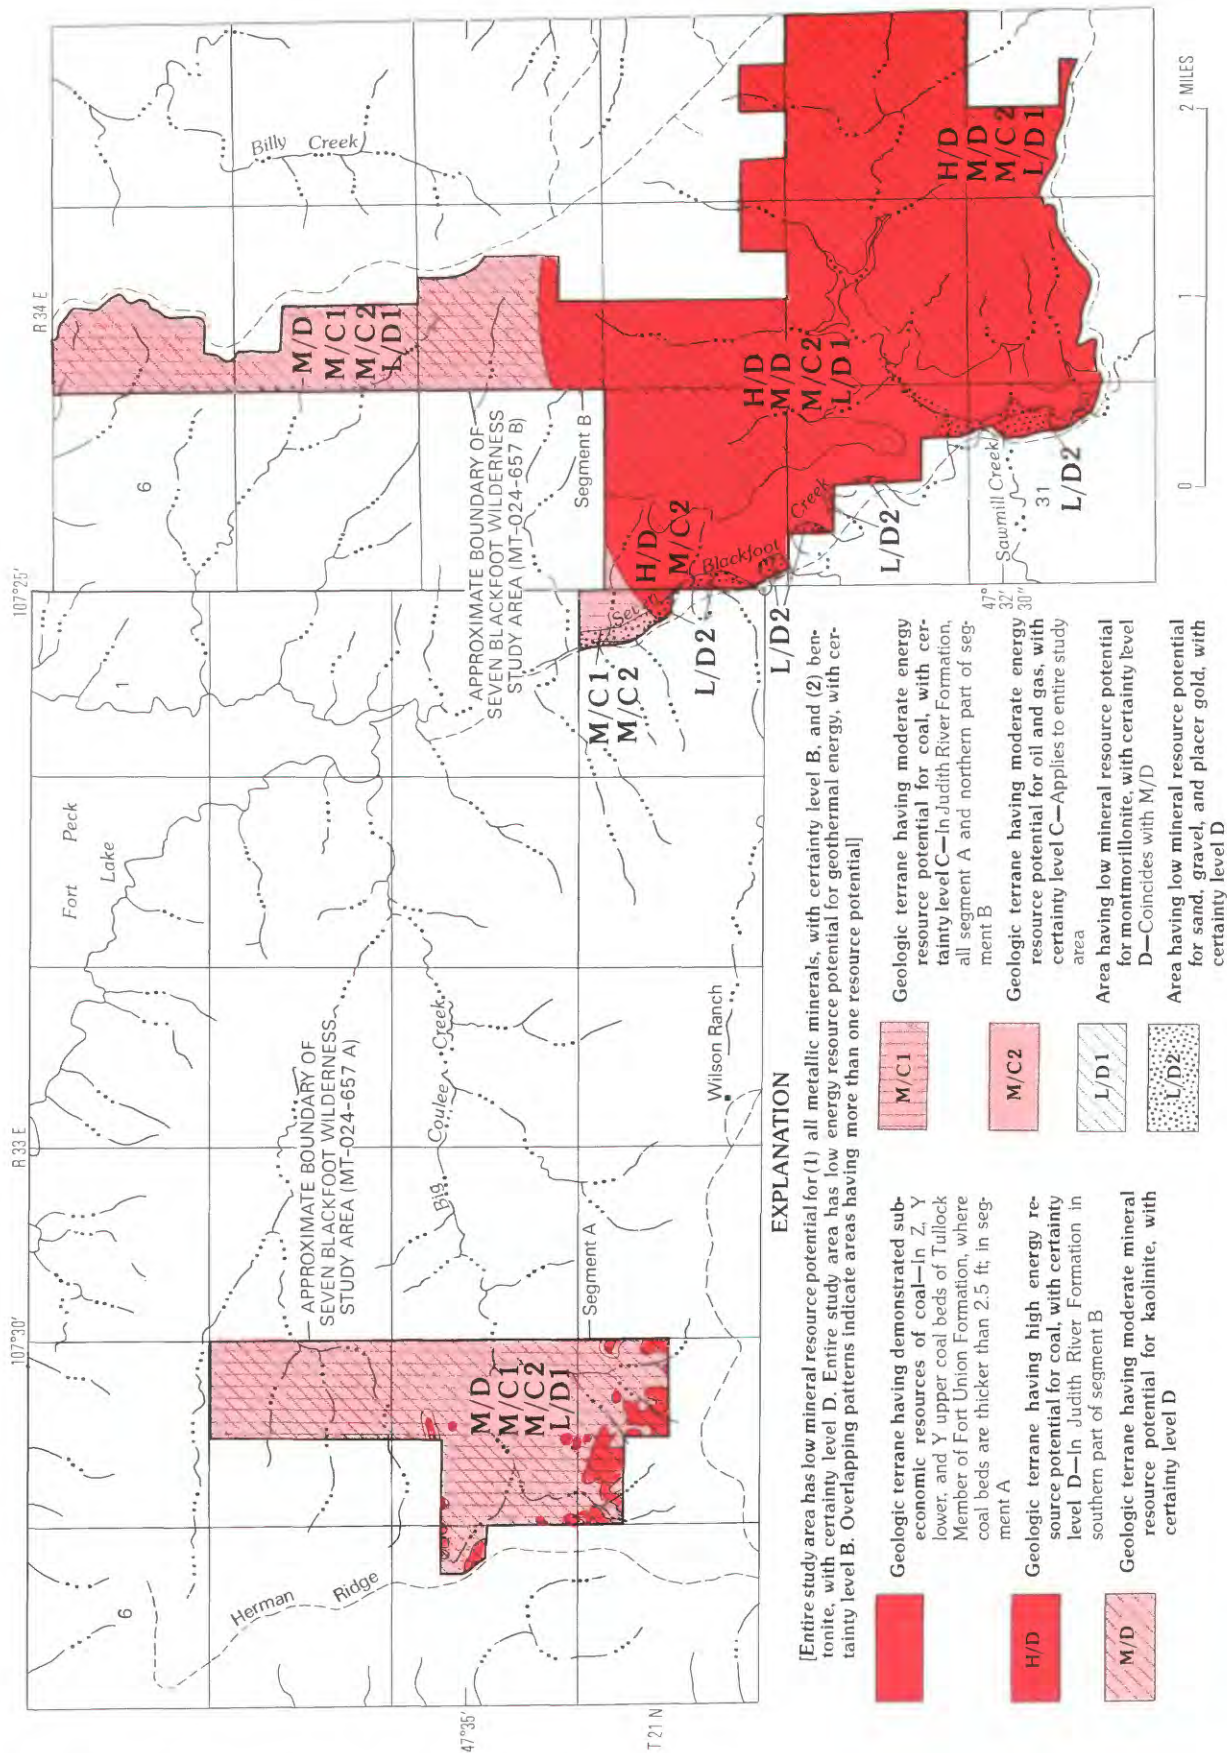 107°30'
R 33 E
107°25'
R 34 E
6
Fort Peck
Lake
1
6
Billy Creek
APPROXIMATE BOUNDARY OF
SEVEN BLACKFOOT WILDERNESS
STUDY AREA (MT-024-657 A)
M/D
M/C1
M/C2
L/D1
Herman Ridge
47°35'
Big Coulee Creek
M/D
M/C1
M/C2
L/D1
APPROXIMATE BOUNDARY OF
SEVEN BLACKFOOT WILDERNESS
STUDY AREA (MT-024-657 B)
Segment A
Segment B
T 21 N
M/C1
M/C2
Seven
Blackfoot
Creek
H/D
M/C2
L/D2
L/D2
Wilson Ranch
H/D
M/D
M/C2
L/D1
L/D2
H/D
M/D
M/C2
L/D1
47°
32'
30"
Sawmill Creek
31
L/D2
0
1
2 MILES
EXPLANATION
[Entire study area has low mineral resource potential for (1) all metallic minerals, with certainty level B, and (2) ben-
tonite, with certainty level D. Entire study area has low energy resource potential for geothermal energy, with cer-
tainty level B. Overlapping patterns indicate areas having more than one resource potential]
Geologic terrane having demonstrated sub-
economic resources of coal—In Z, Y
lower, and Y upper coal beds of Tullock
Member of Fort Union Formation, where
coal beds are thicker than 2.5 ft; in seg-
ment A
H/D
Geologic terrane having high energy re-
source potential for coal, with certainty
level D—In Judith River Formation in
southern part of segment B
M/D
Geologic terrane having moderate mineral
resource potential for kaolinite, with
certainty level D
M/C1
Geologic terrane having moderate energy
resource potential for coal, with cer-
tainty level C—In Judith River Formation,
all segment A and northern part of seg-
ment B
M/C2
Geologic terrane having moderate energy
resource potential for oil and gas, with
certainty level C—Applies to entire study
area
L/D1
Area having low mineral resource potential
for montmorillonite, with certainty level
D—Coincides with M/D
L/D2
Area having low mineral resource potential
for sand, gravel, and placer gold, with
certainty level D